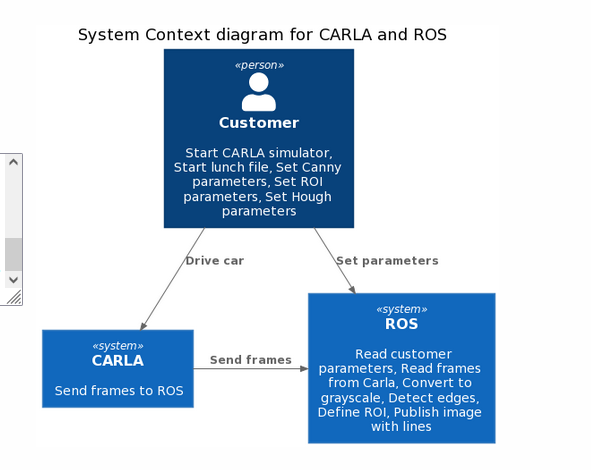 System Context diagram for CARLA and ROS
«person»
Customer
Start CARLA simulator,
Start lunch file, Set Canny
parameters, Set ROI
parameters, Set Hough
parameters
Drive car
Set parameters
«system»
CARLA
Send frames to ROS
Send frames
«system»
ROS
Read customer
parameters, Read frames
from Carla, Convert to
grayscale, Detect edges,
Define ROI, Publish image
with lines